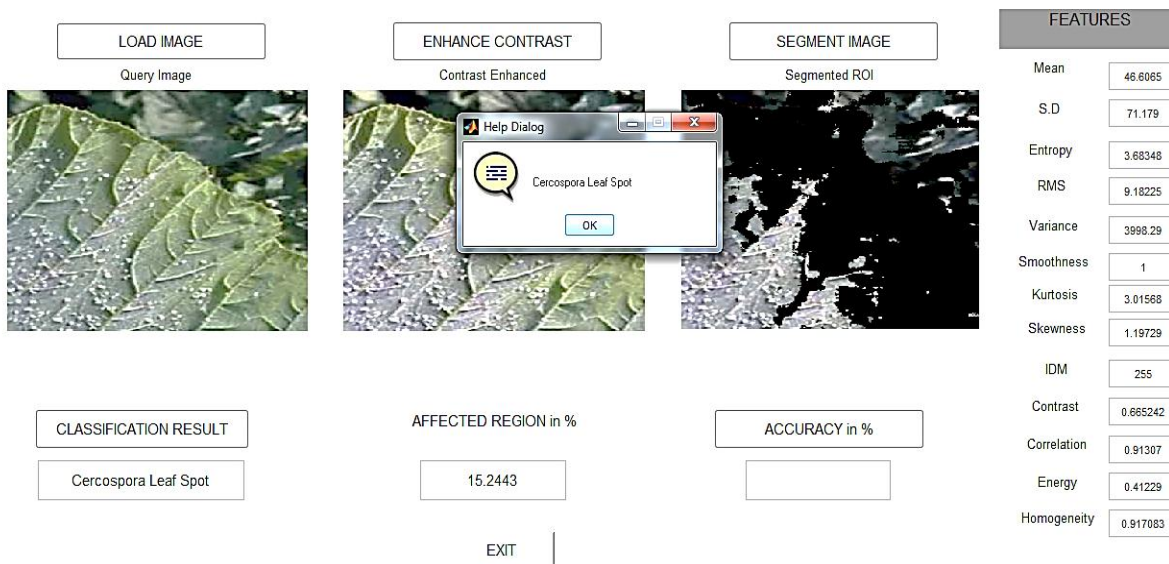 LOAD IMAGE
ENHANCE CONTRAST
SEGMENT IMAGE
FEATURES
Query Image
Contrast Enhanced
Segmented ROI
Help Dialog
Cercospora Leaf Spot
OK
Mean 46.6065
S.D 71.179
Entropy 3.68348
RMS 9.18225
Variance 3998.29
Smoothness 1
Kurtosis 3.01568
Skewness 1.19729
IDM 255
Contrast 0.665242
Correlation 0.91307
Energy 0.41229
Homogeneity 0.917083
CLASSIFICATION RESULT
AFFECTED REGION in %
ACCURACY in %
Cercospora Leaf Spot
15.2443
EXIT